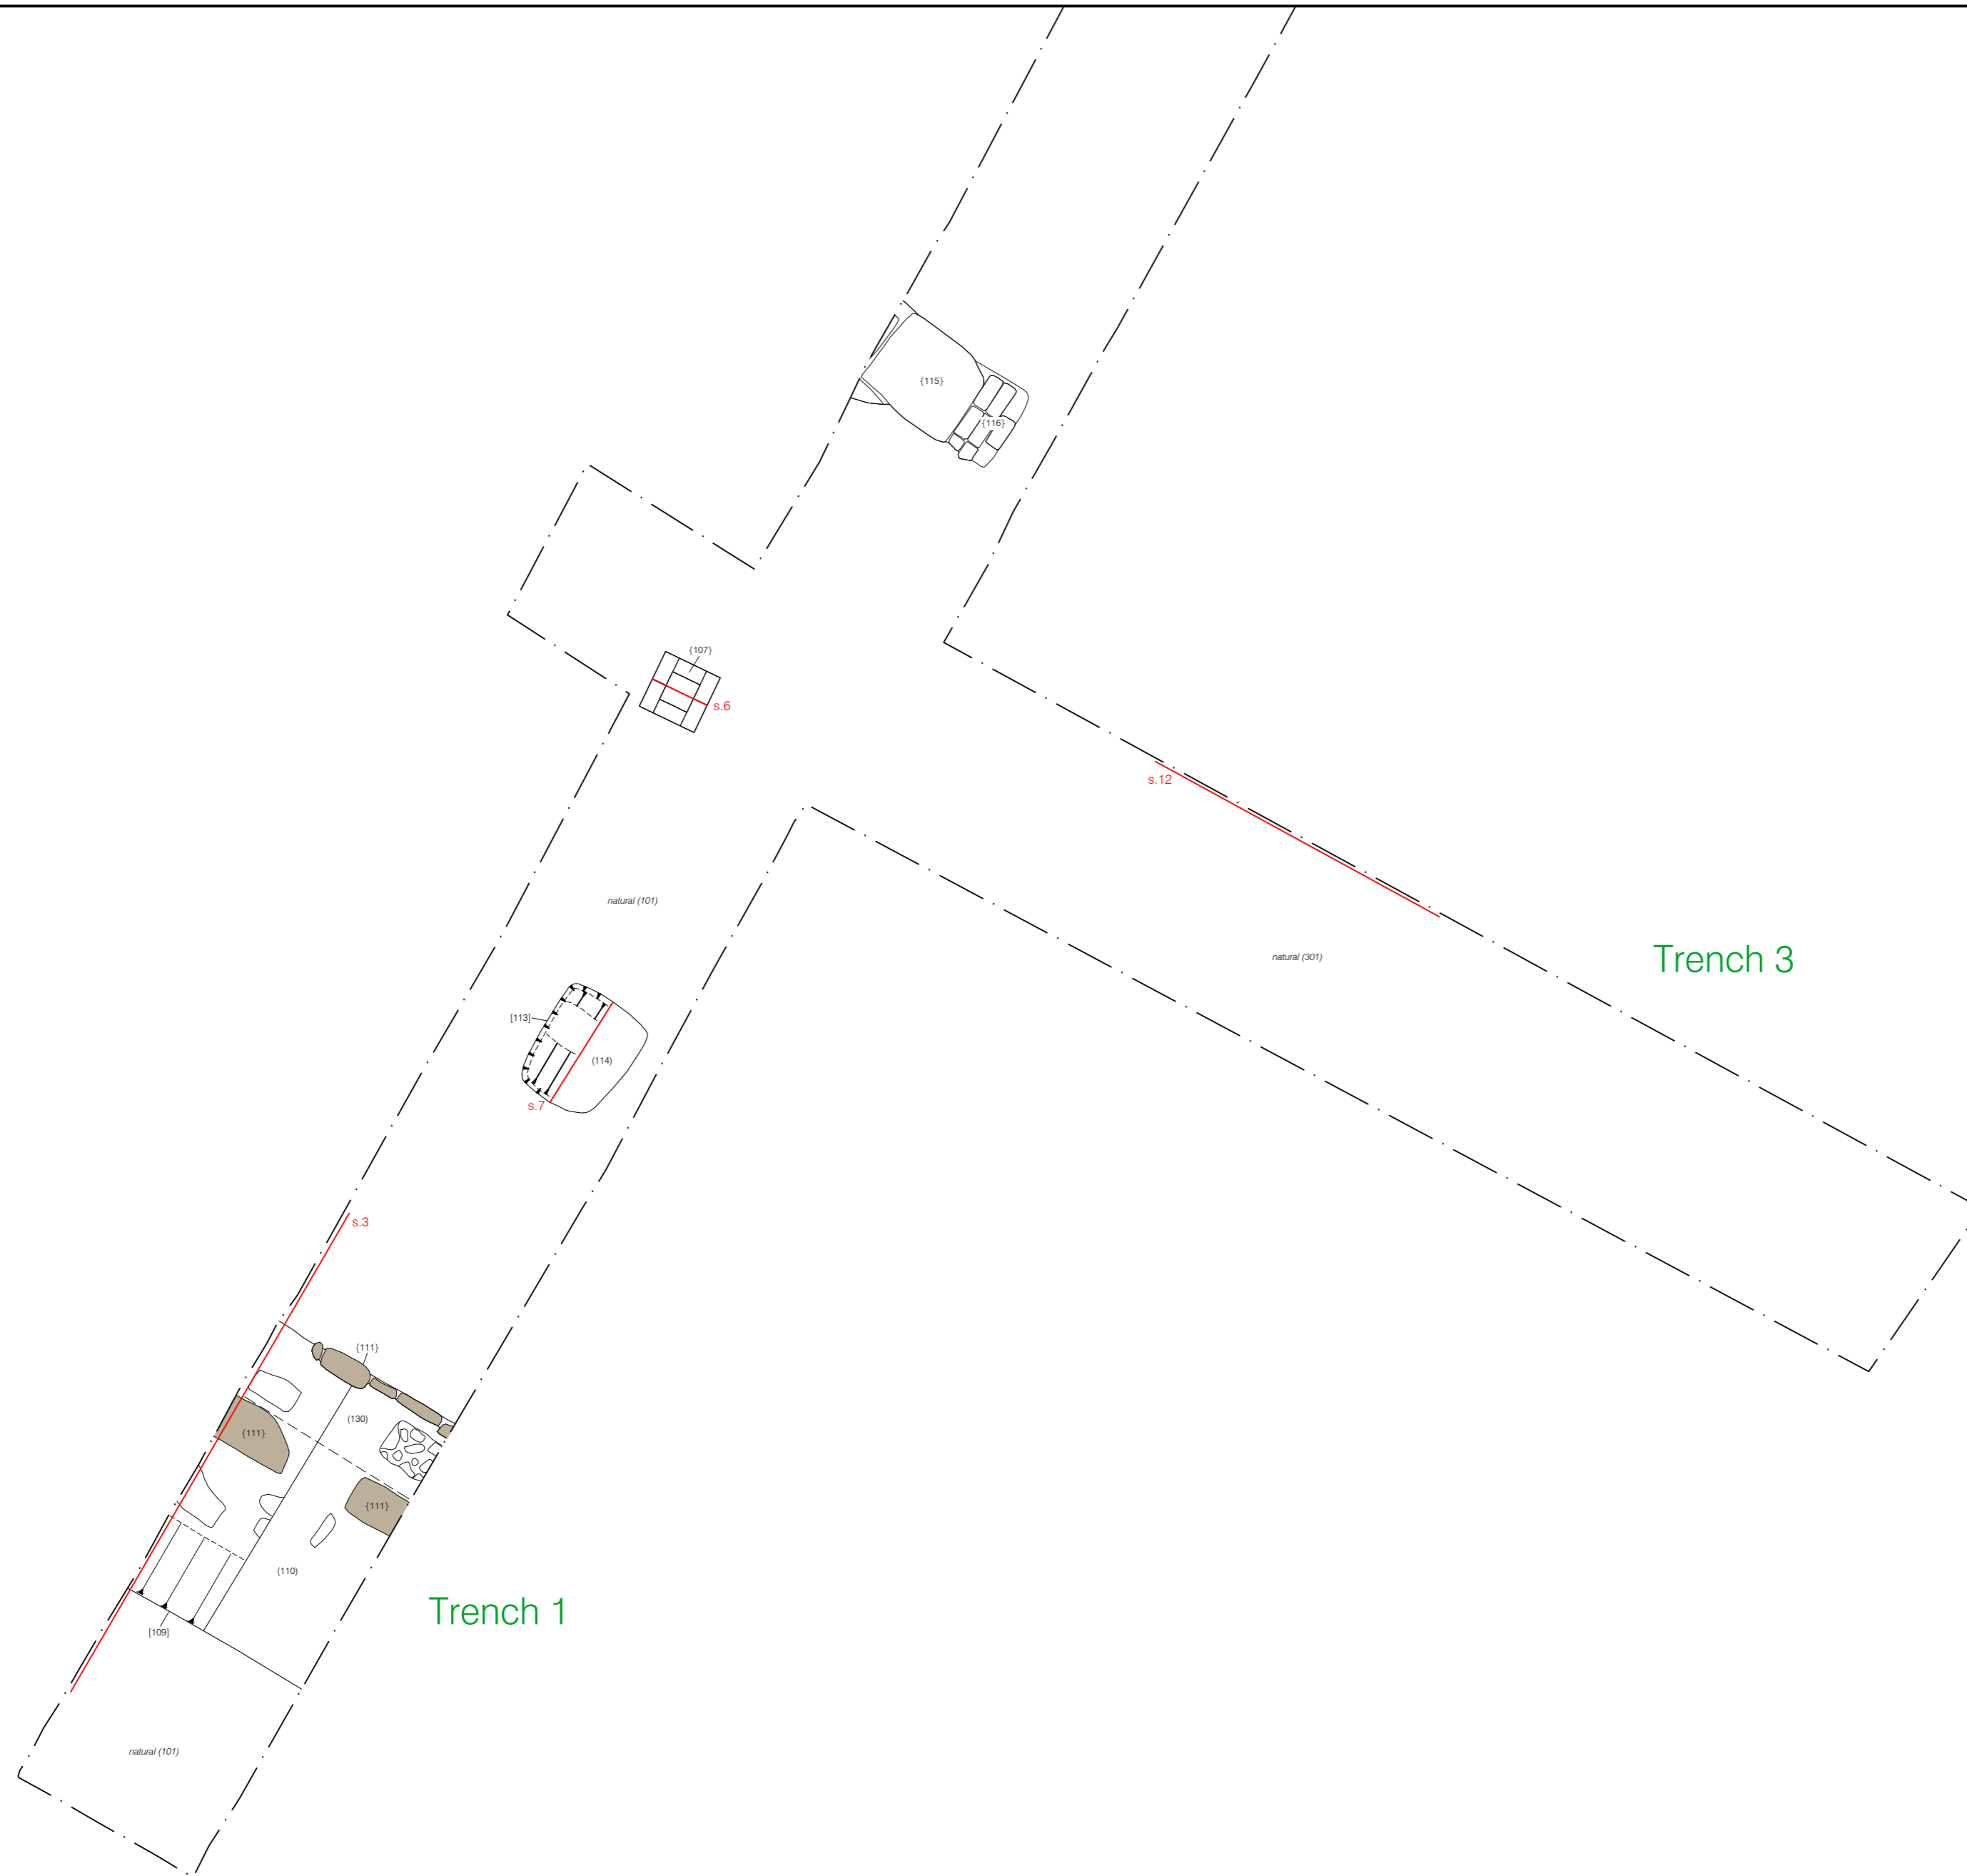 {115}
{116}
{107}
s.6
s.12
natural (101)
Trench 3
natural (301)
[113]
(114)
s.7
s.3
{111}
(130)
{111}
{111}
(110)
Trench 1
[109]
natural (101)